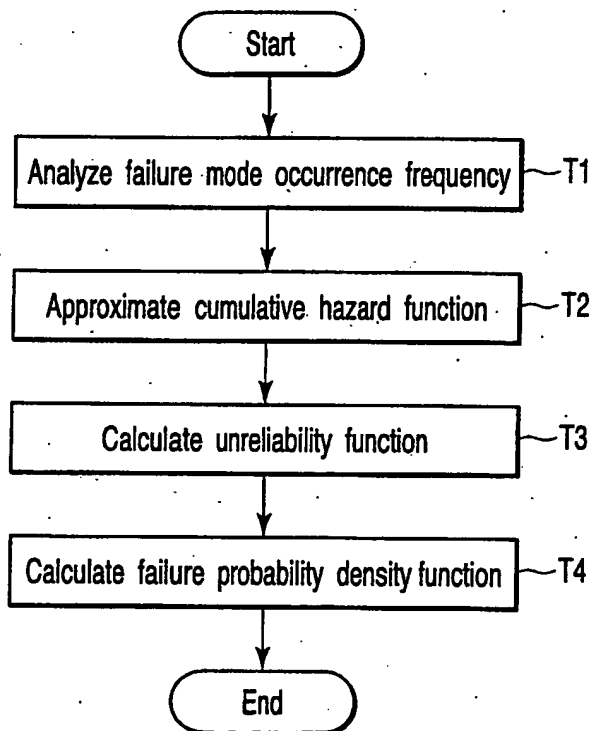 Start
Analyze failure mode occurrence frequency
T1
Approximate cumulative hazard function
T2
Calculate unreliability function
T3
Calculate failure probability density function
T4
End